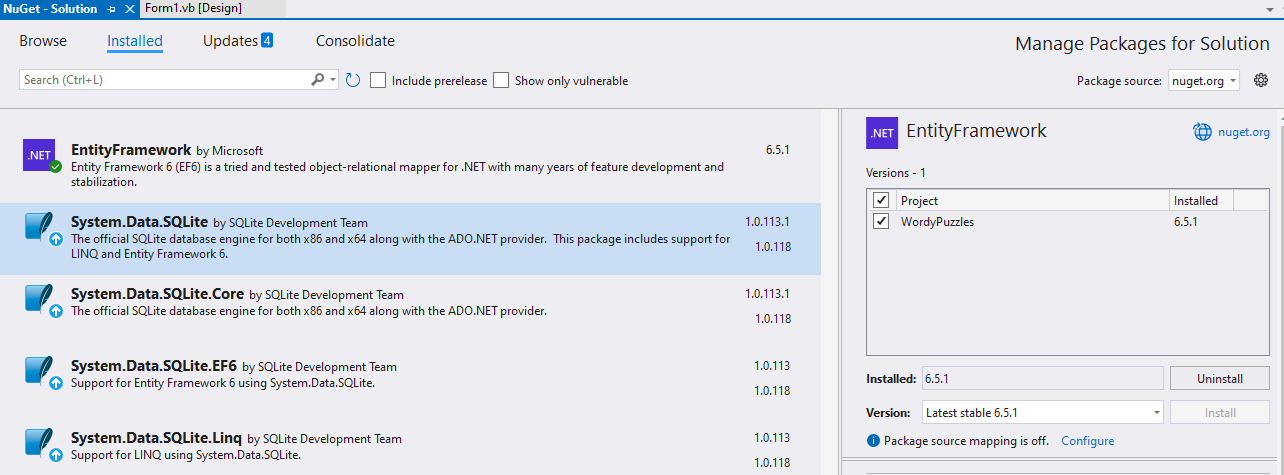 NuGet - Solution
Form1.vb [Design]
Browse
Installed
Updates 4
Consolidate
Manage Packages for Solution
Search (Ctrl+L)
Include prerelease
Show only vulnerable
Package source: nuget.org
.NET
EntityFramework by Microsoft
6.5.1
Entity Framework 6 (EF6) is a tried and tested object-relational mapper for .NET with many years of feature development and
stabilization.
System.Data.SQLite by SQLite Development Team
1.0.113.1
The official SQLite database engine for both x86 and x64 along with the ADO.NET provider. This package includes support for
LINQ and Entity Framework 6.
1.0.118
System.Data.SQLite.Core by SQLite Development Team
1.0.113.1
The official SQLite database engine for both x86 and x64 along with the ADO.NET provider.
1.0.118
System.Data.SQLite.EF6 by SQLite Development Team
1.0.113
Support for Entity Framework 6 using System.Data.SQLite.
1.0.118
System.Data.SQLite.Linq by SQLite Development Team
1.0.113
Support for LINQ using System.Data.SQLite.
1.0.118
.NET
EntityFramework
nuget.org
Versions - 1
Project
Installed
WordyPuzzles
6.5.1
Installed: 6.5.1
Uninstall
Version: Latest stable 6.5.1
Install
Package source mapping is off. Configure